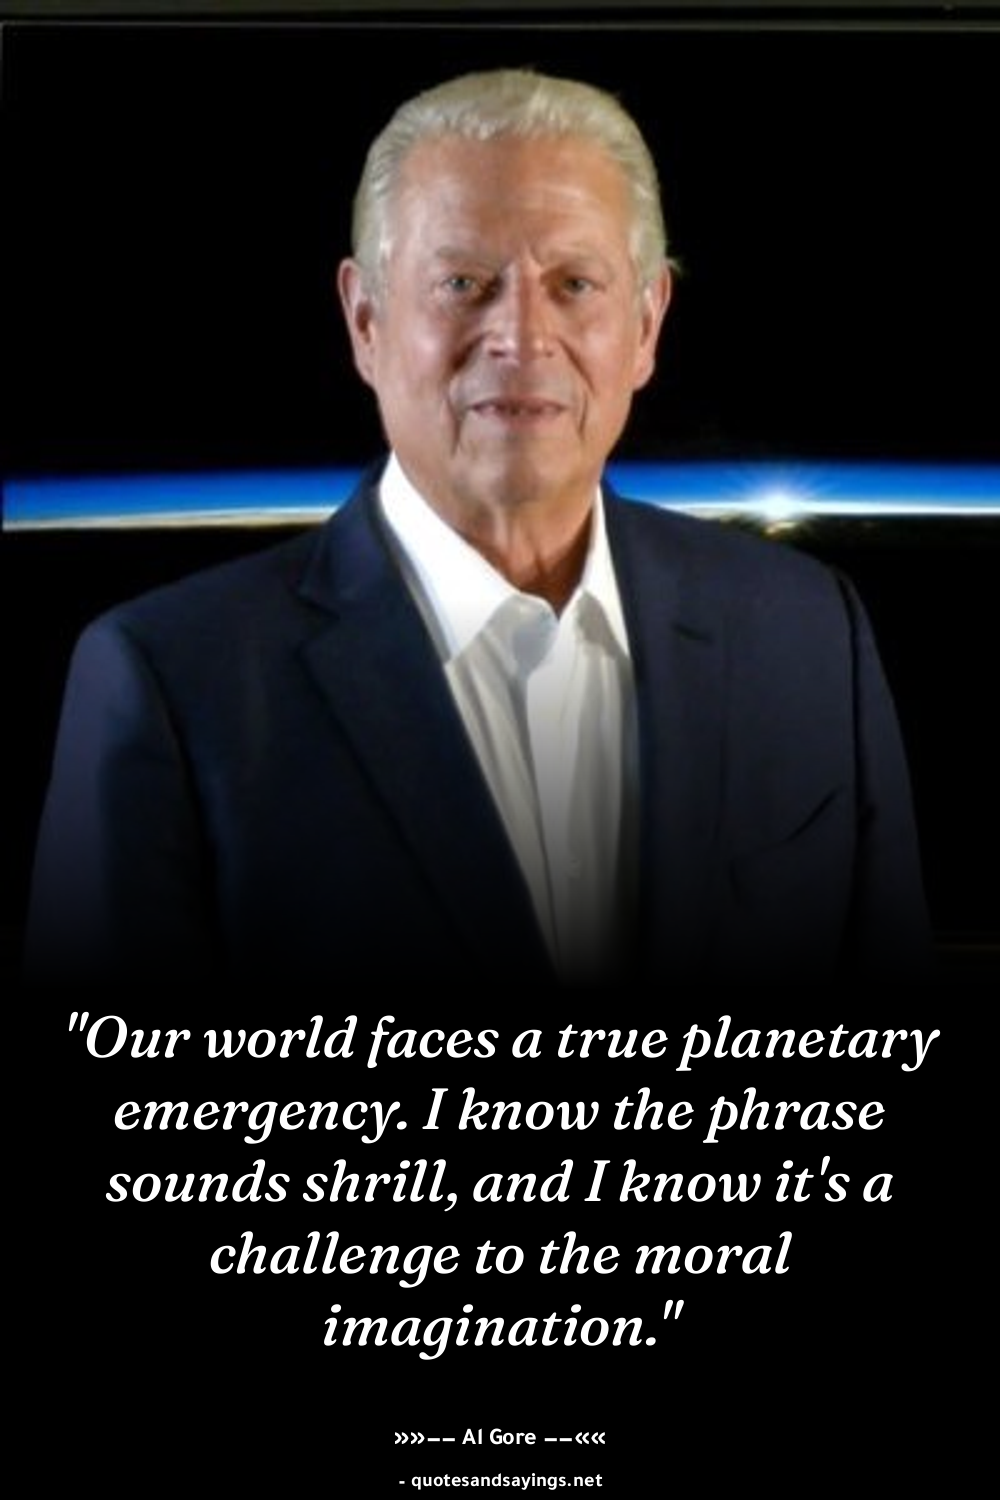 "Our world faces a true planetary
emergency. I know the phrase
sounds shrill, and I know it's a
challenge to the moral
imagination."
»»–– Al Gore ––««
- quotesandsayings.net